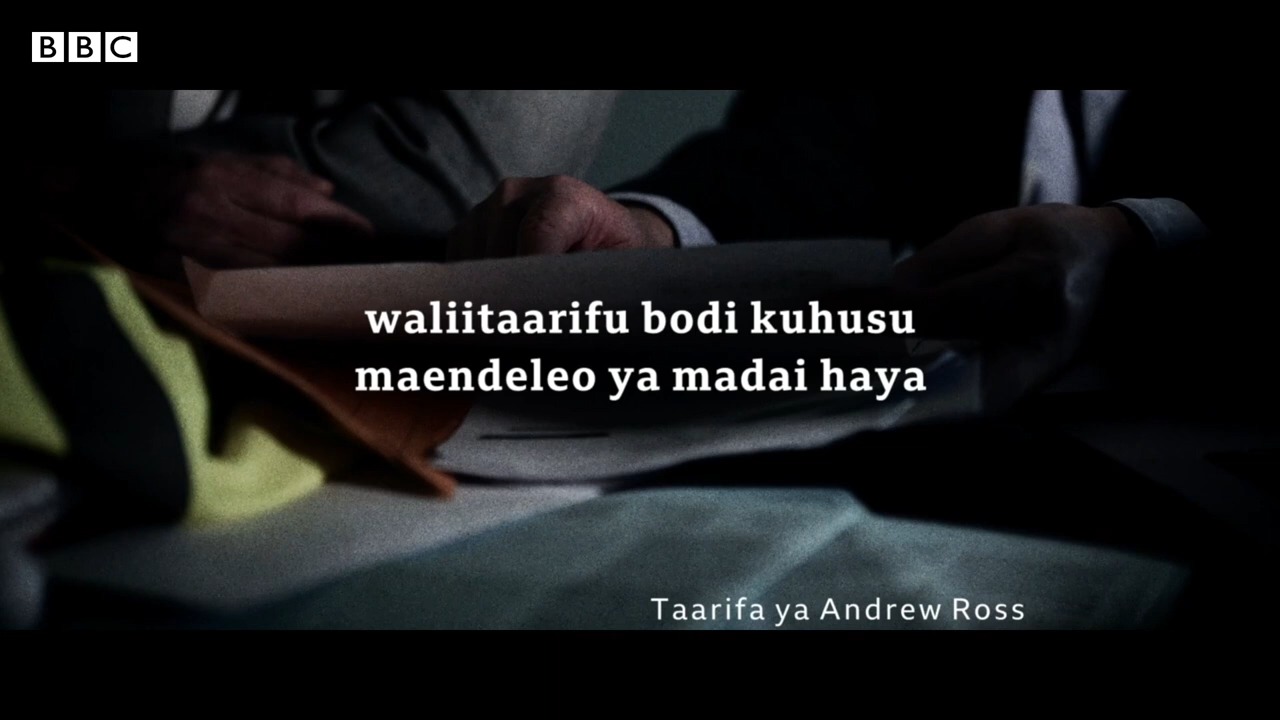 BBC
waliitaarifu bodi kuhusu
maendeleo ya madai haya
Taarifa ya Andrew Ross